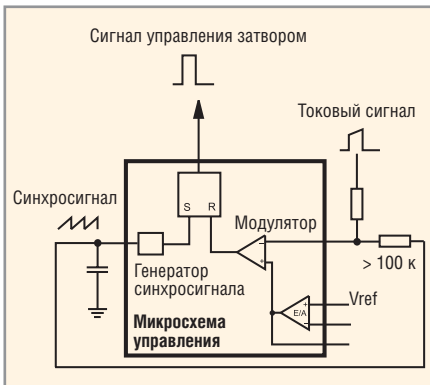 Сигнал управления затвором
Токовый сигнал
Синхросигнал
S R
Модулятор
–
+
> 100 к
Генератор
синхросигнала
Vref
+
E/A
–
Микросхема
управления